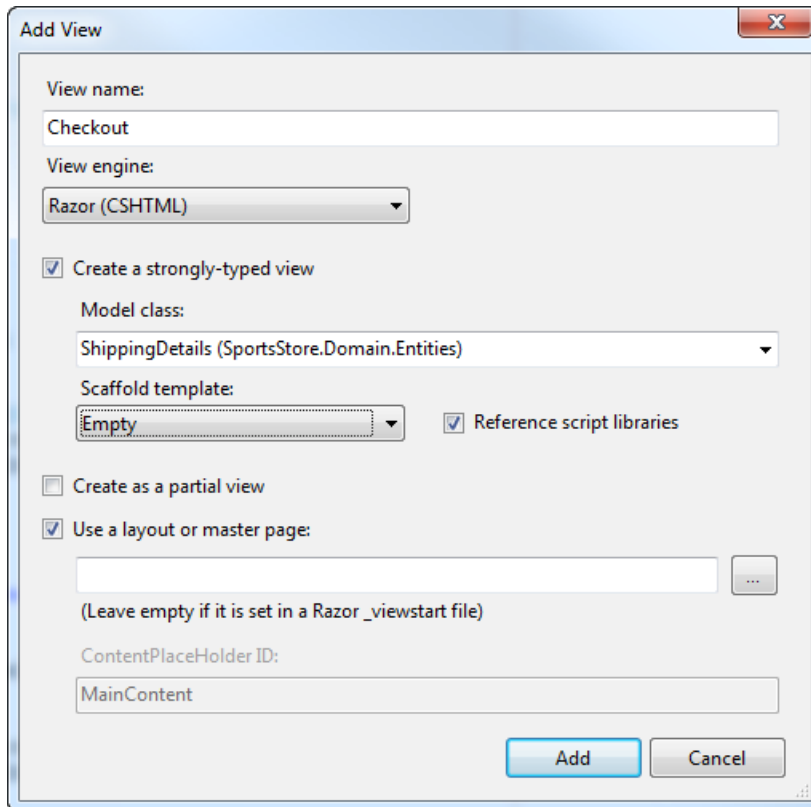 Add View
View name:
Checkout
View engine:
Razor (CSHTML)
Create a strongly-typed view
Model class:
ShippingDetails (SportsStore.Domain.Entities)
Scaffold template:
Empty
Reference script libraries
Create as a partial view
Use a layout or master page:
...
(Leave empty if it is set in a Razor _viewstart file)
ContentPlaceHolder ID:
MainContent
Add
Cancel